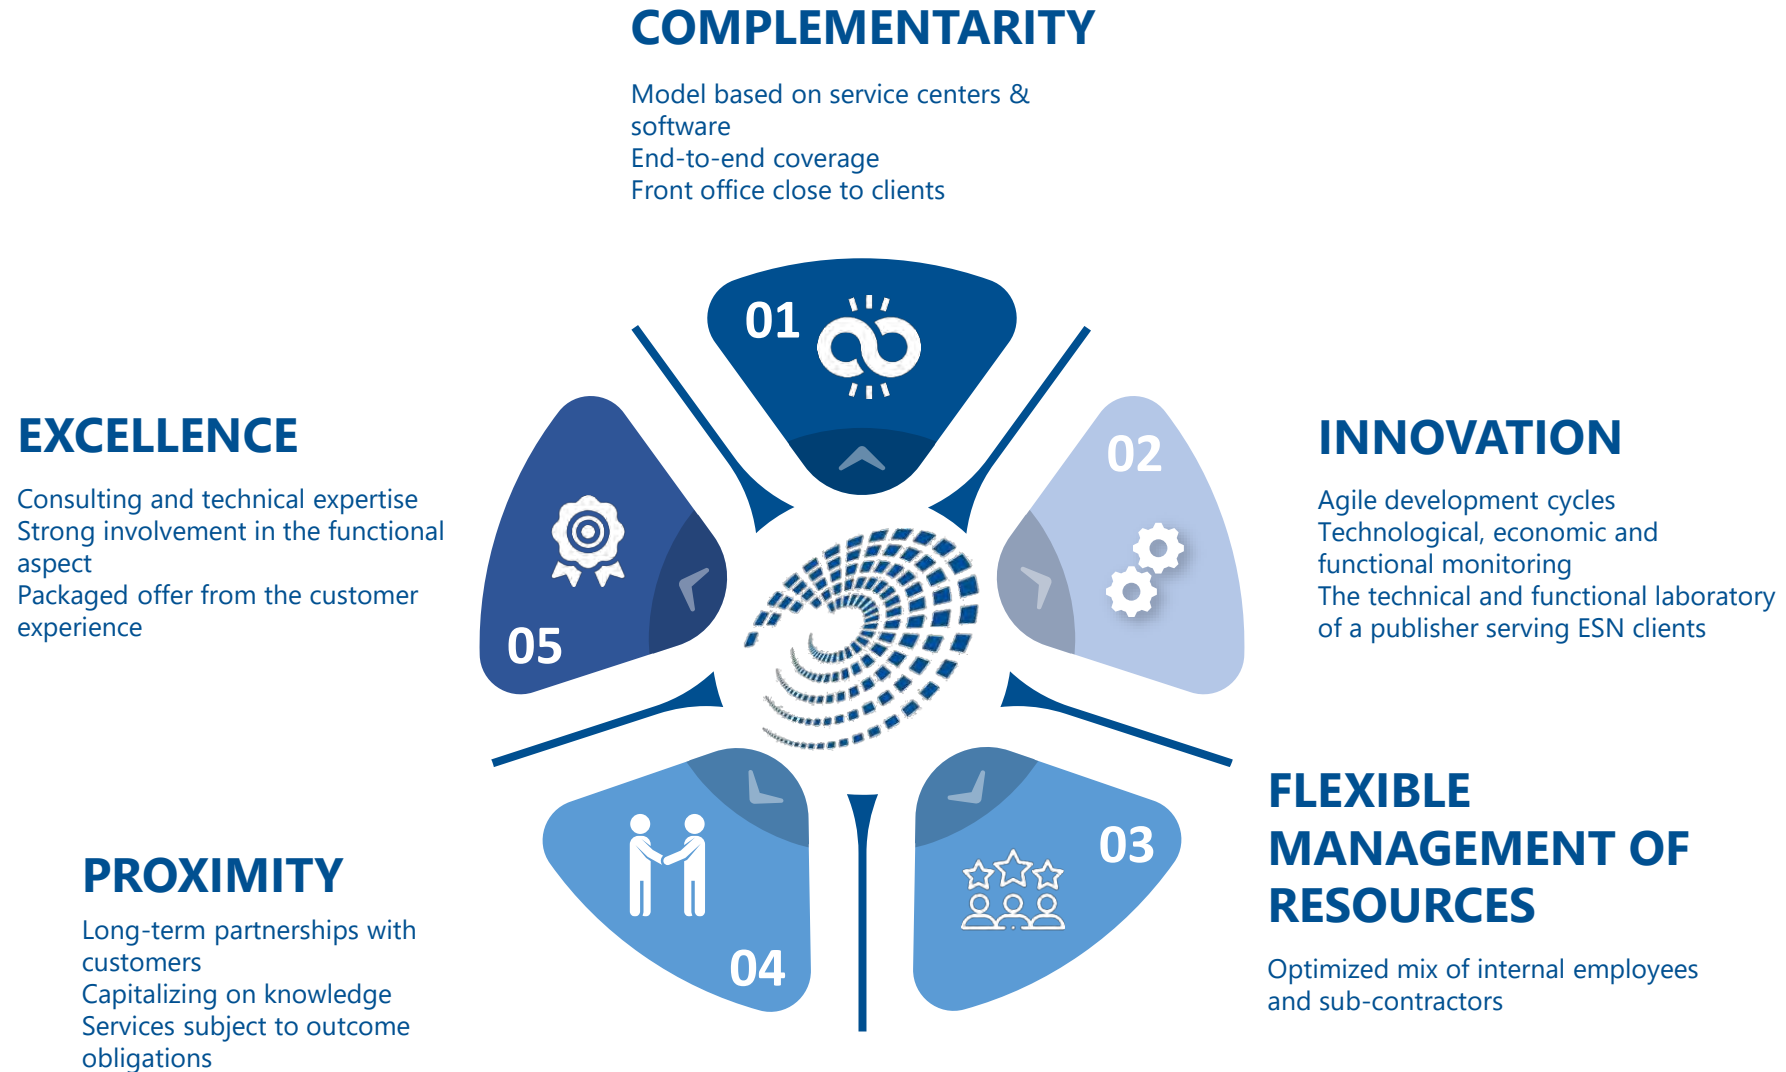 COMPLEMENTARITY
Model based on service centers &
software
End-to-end coverage
Front office close to clients
01
02
INNOVATION
Agile development cycles
Technological, economic and
functional monitoring
The technical and functional laboratory
of a publisher serving ESN clients
03
FLEXIBLE
MANAGEMENT OF
RESOURCES
Optimized mix of internal employees
and sub-contractors
04
PROXIMITY
Long-term partnerships with
customers
Capitalizing on knowledge
Services subject to outcome
obligations
05
EXCELLENCE
Consulting and technical expertise
Strong involvement in the functional
aspect
Packaged offer from the customer
experience